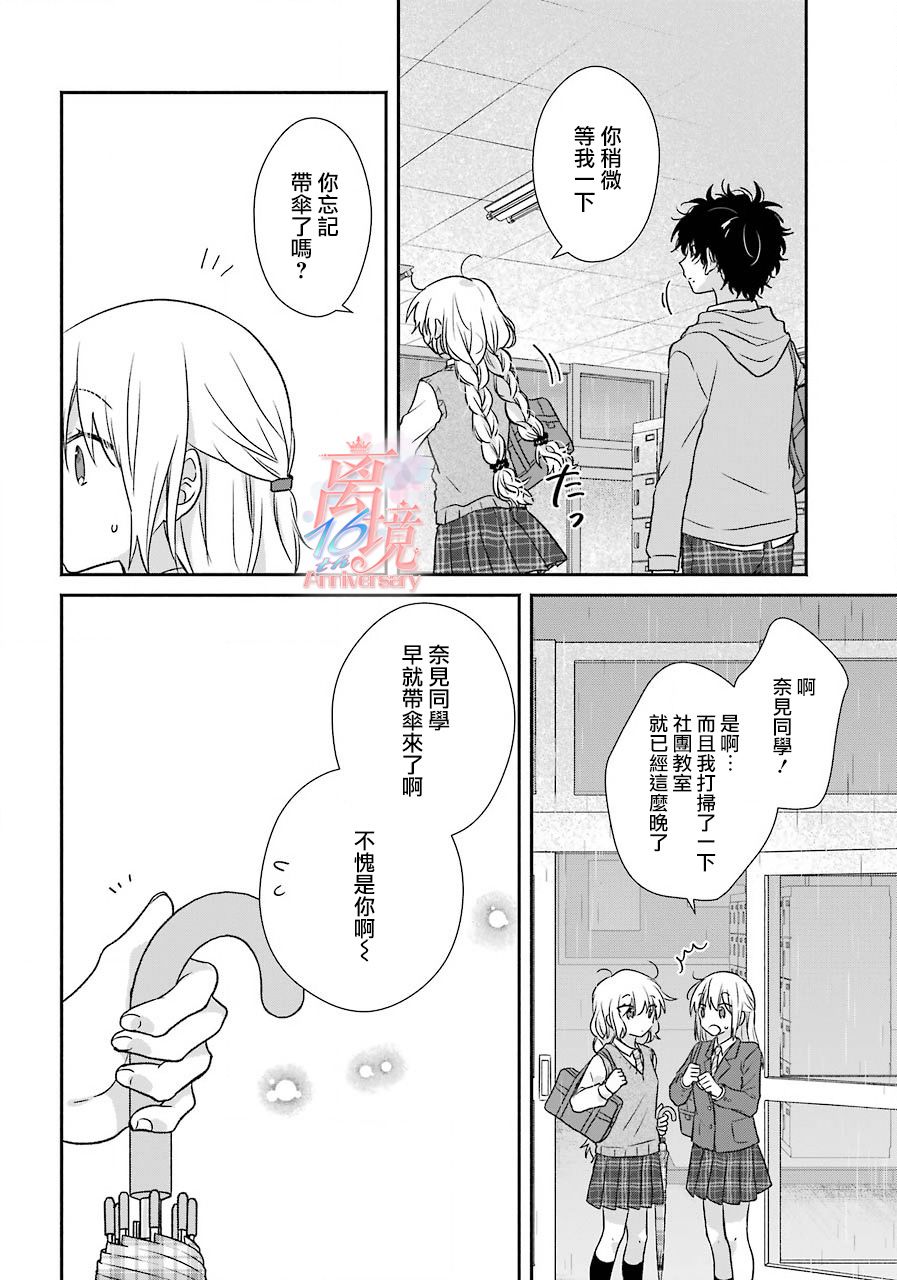 你稍微
等我一下
たっ
你忘記
帶傘了嗎？
離境
16th
Anniversary
啊
奈見同學！
是啊…
而且我打掃了一下
社團教室
就已經這麼晚了
奈見同學
早就帶傘來了啊
不愧是你啊～